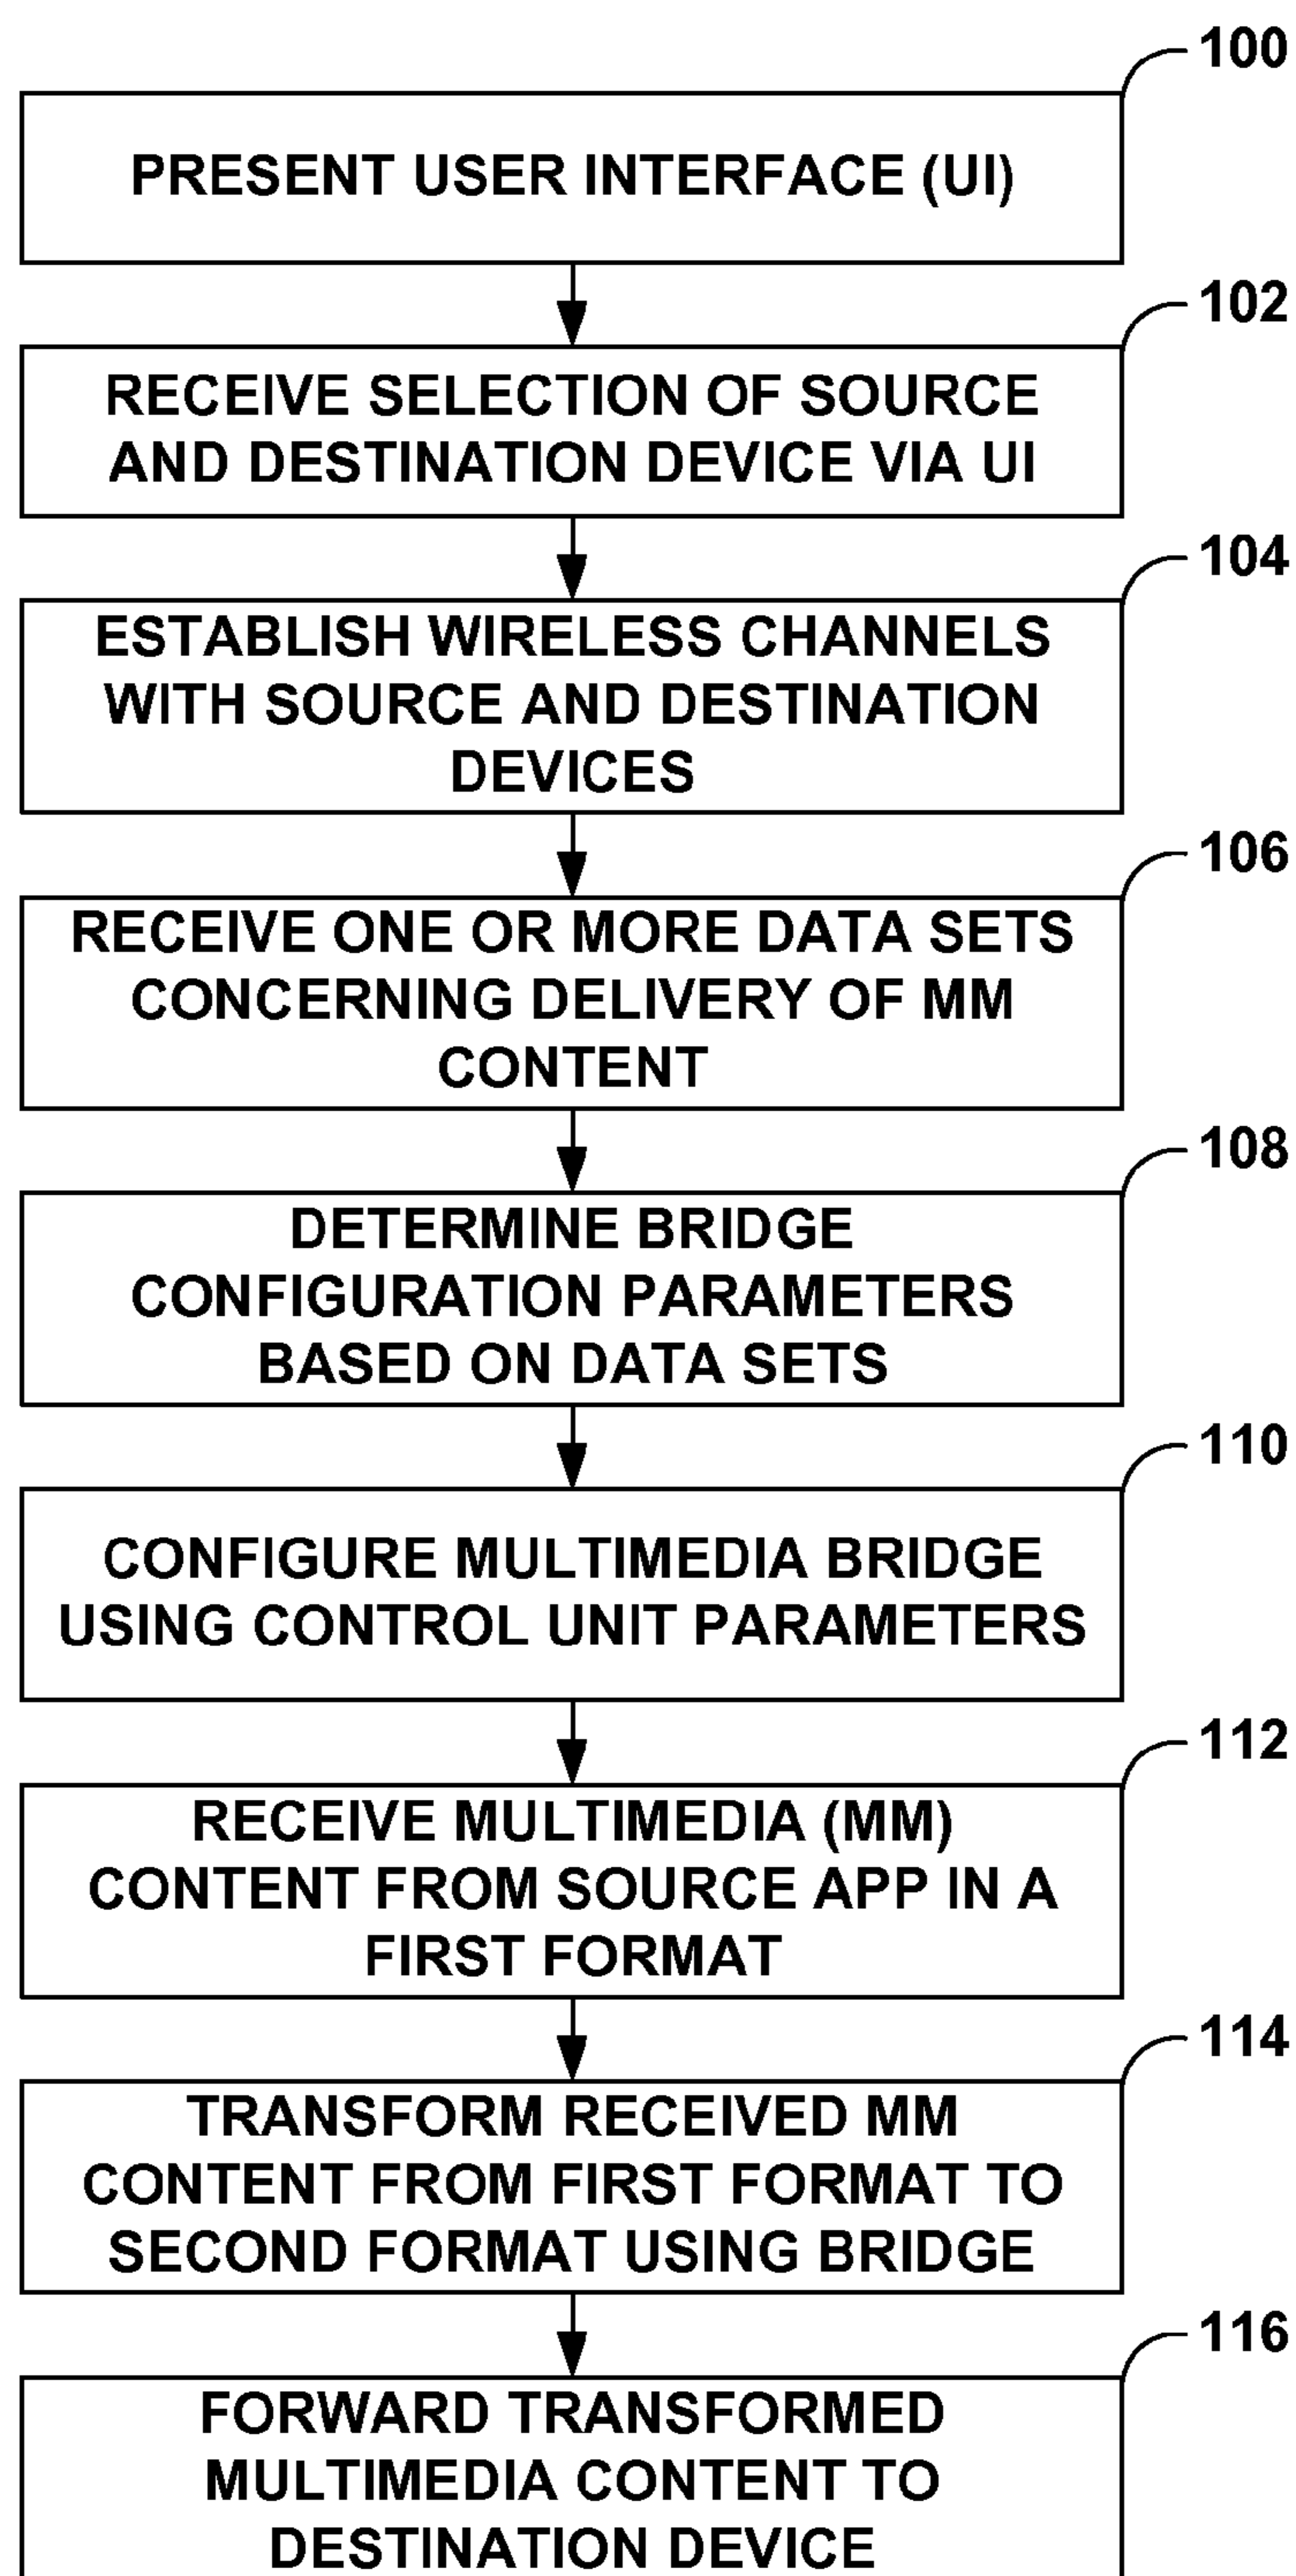 100
PRESENT USER INTERFACE (UI)
102
RECEIVE SELECTION OF SOURCE
AND DESTINATION DEVICE VIA UI
104
ESTABLISH WIRELESS CHANNELS
WITH SOURCE AND DESTINATION
DEVICES
106
RECEIVE ONE OR MORE DATA SETS
CONCERNING DELIVERY OF MM
CONTENT
108
DETERMINE BRIDGE
CONFIGURATION PARAMETERS
BASED ON DATA SETS
110
CONFIGURE MULTIMEDIA BRIDGE
USING CONTROL UNIT PARAMETERS
112
RECEIVE MULTIMEDIA (MM)
CONTENT FROM SOURCE APP IN A
FIRST FORMAT
114
TRANSFORM RECEIVED MM
CONTENT FROM FIRST FORMAT TO
SECOND FORMAT USING BRIDGE
116
FORWARD TRANSFORMED
MULTIMEDIA CONTENT TO
DESTINATION DEVICE